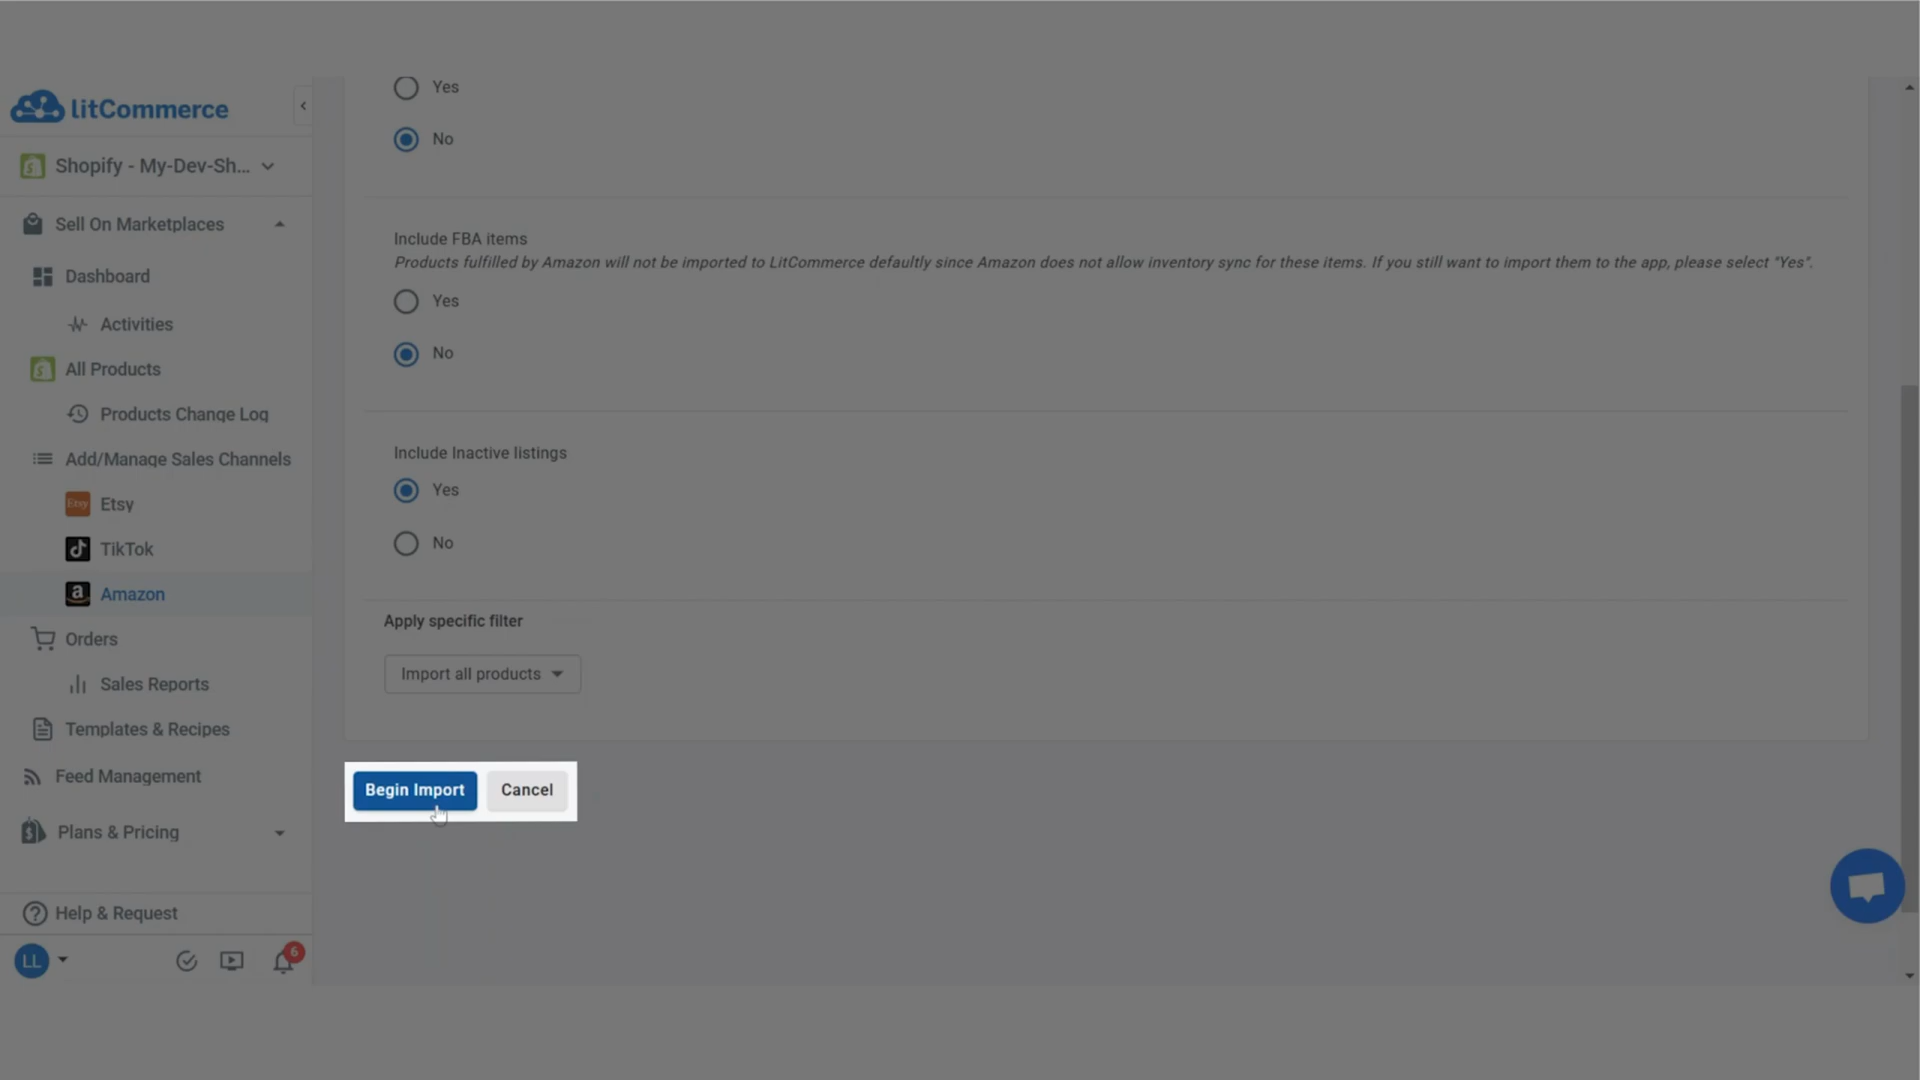 litCommerce
Shopify - My-Dev-Sh...
Sell On Marketplaces
Dashboard
Activities
All Products
Products Change Log
Add/Manage Sales Channels
Etsy
Etsy
TikTok
a
Amazon
Orders
Sales Reports
Templates & Recipes
Feed Management
Plans & Pricing
Help & Request
LL
6
Yes
No
Include FBA items
Products fulfilled by Amazon will not be imported to LitCommerce defaultly since Amazon does not allow inventory sync for these items. If you still want to import them to the app, please select "Yes".
Yes
No
Include Inactive listings
Yes
No
Apply specific filter
Import all products
Begin Import
Cancel